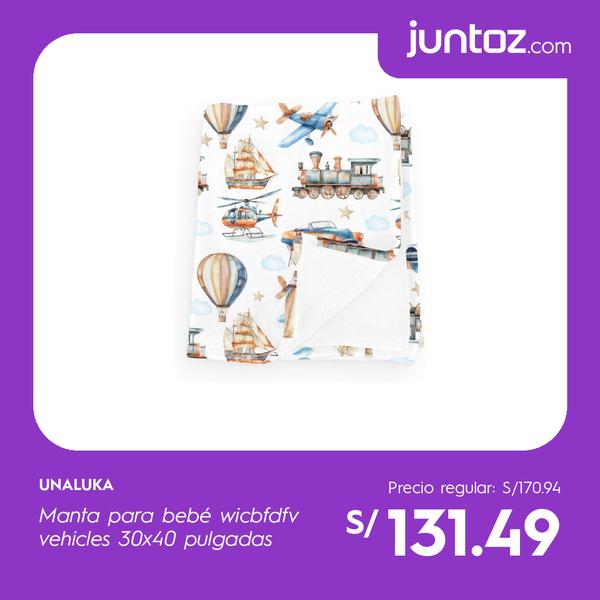 juntoz.com
UNALUKA
Manta para bebé wicbfdfv
vehicles 30x40 pulgadas
Precio regular: S/170.94
S/131.49